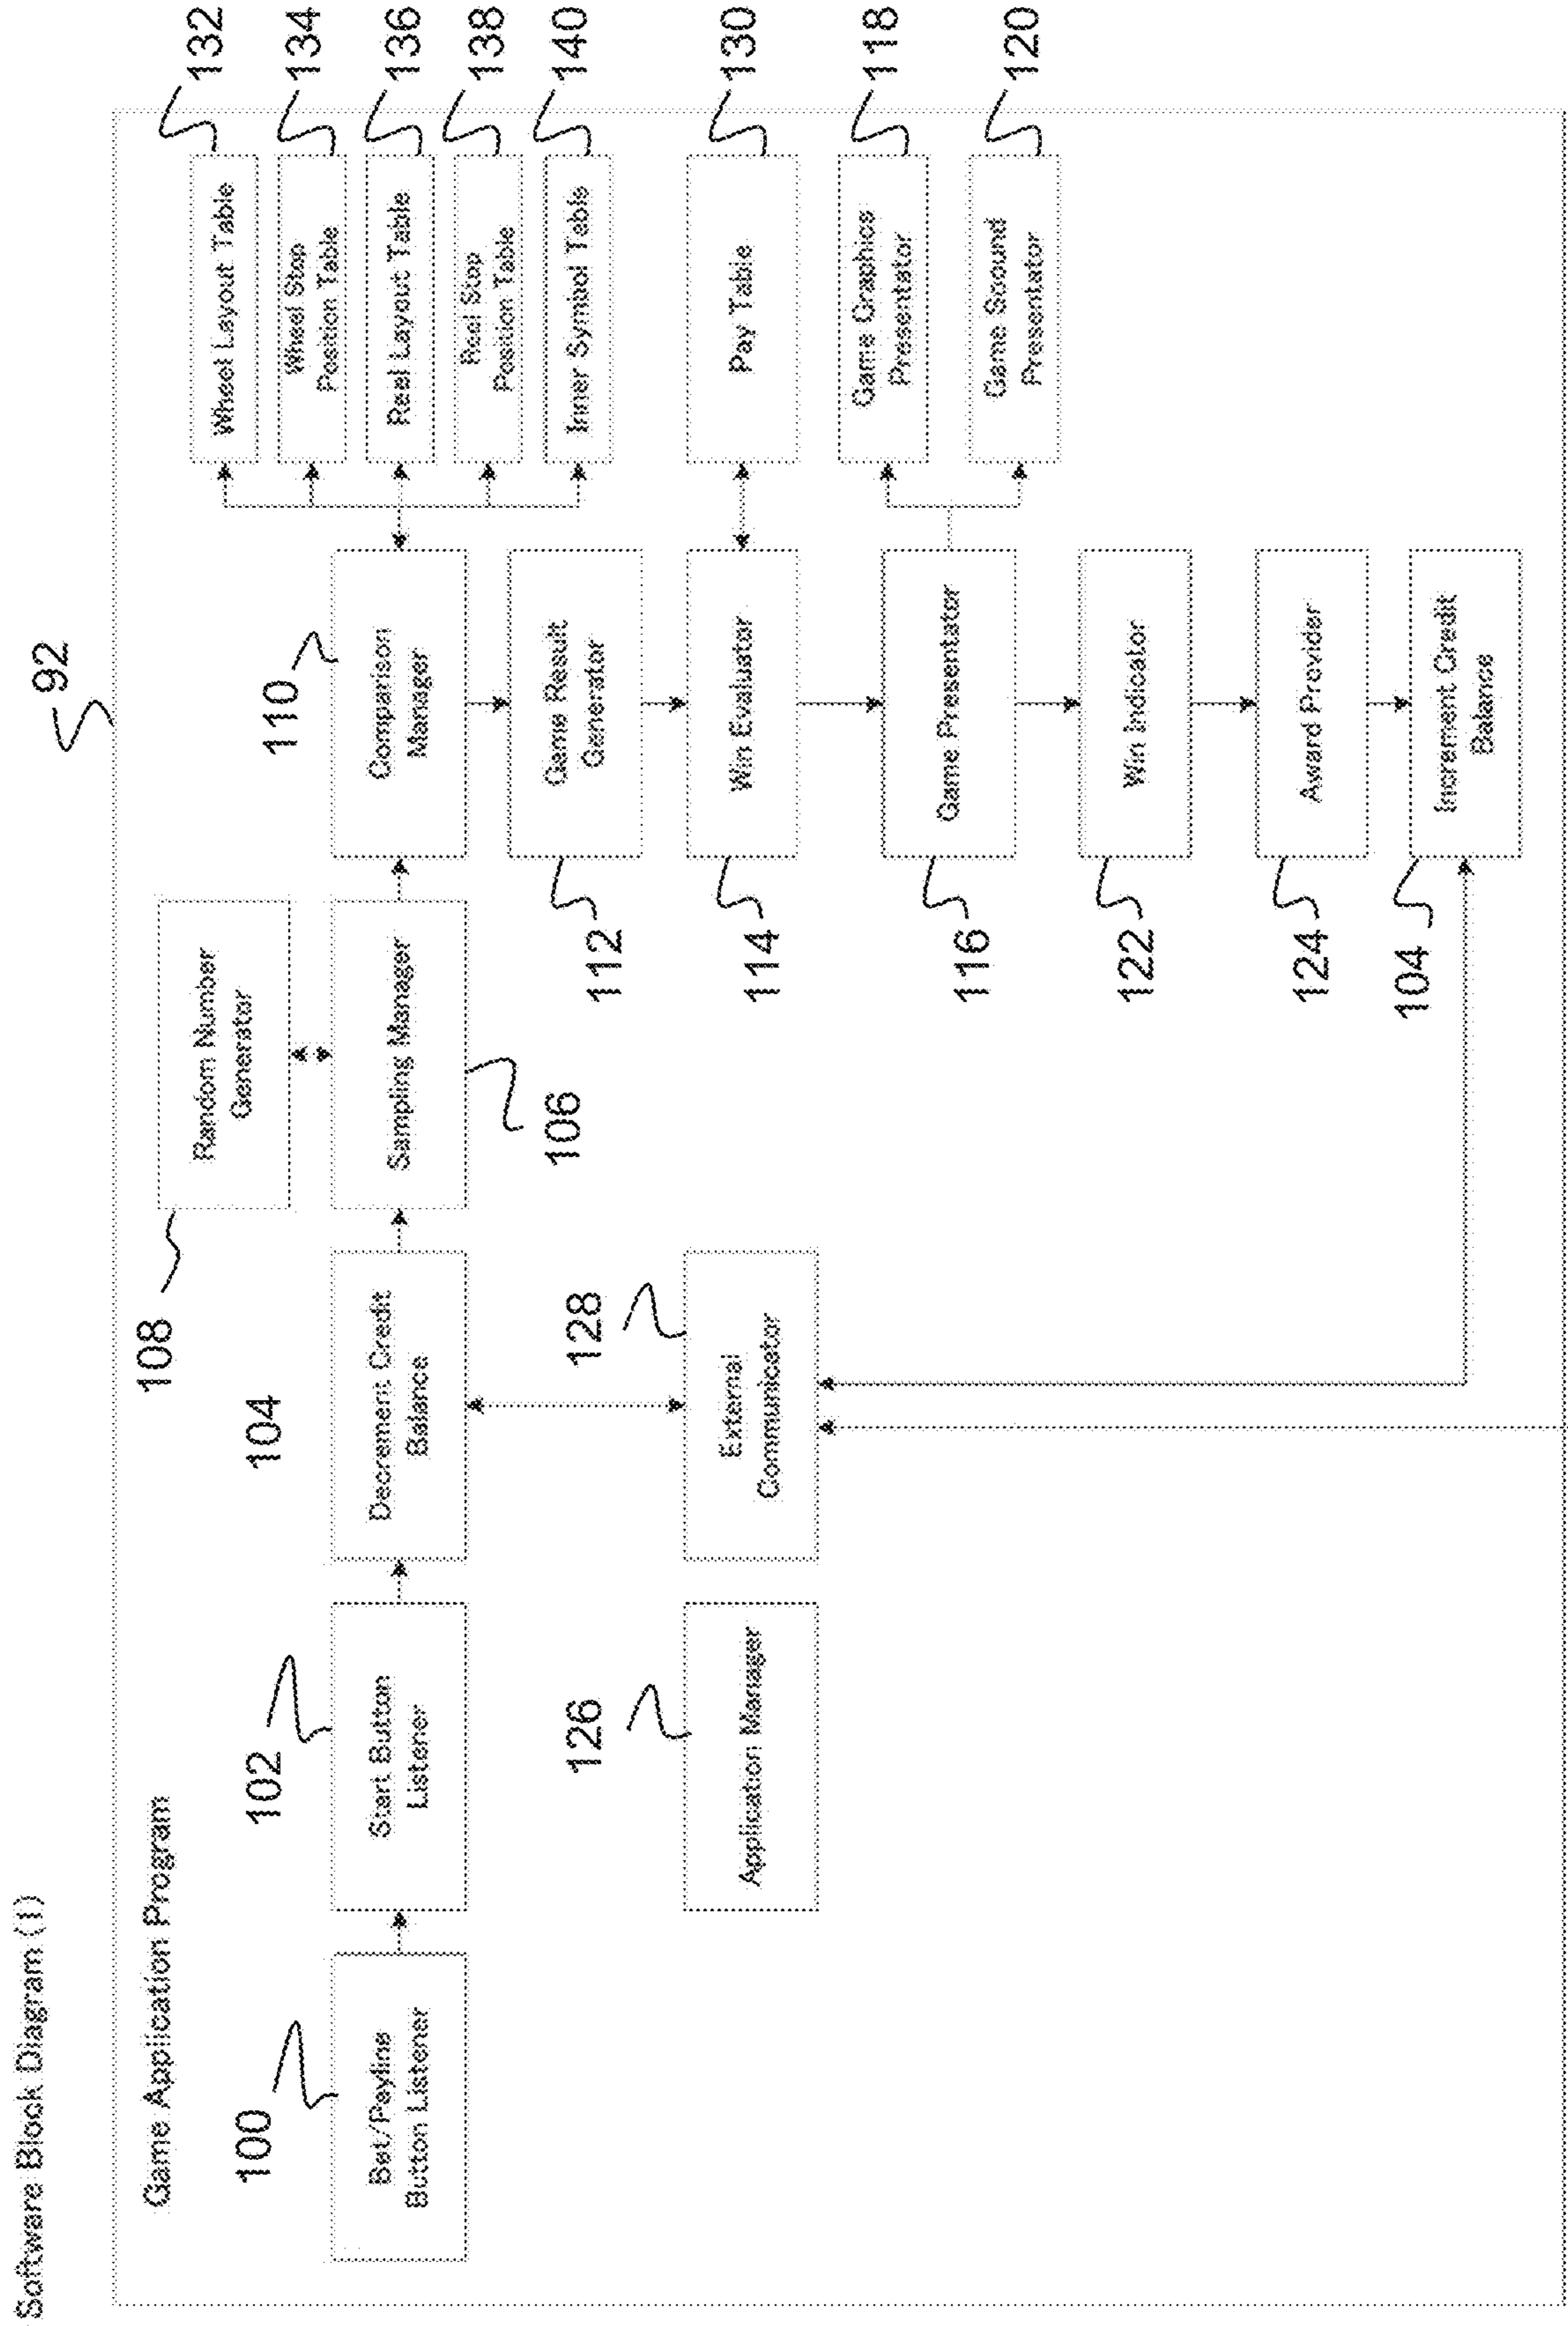 Software Block Diagram (1)
92
Game Application Program
100
Bet/Payline
Button Listener
102
Start Button
Listener
104
Decrement Credit
Balance
108
Random Number
Generator
Sampling Manager
106
110
Comparison
Manager
132
Wheel Layout Table
134
Wheel Stop
Position Table
136
Reel Layout Table
138
Reel Stop
Position Table
140
Inner Symbol Table
112
Game Result
Generator
126
Application Manager
128
External
Communicator
114
Win Evaluator
130
Pay Table
116
Game Presentator
118
Game Graphics
Presentator
120
Game Sound
Presentator
122
Win Indicator
124
Award Provider
104
Increment Credit
Balance